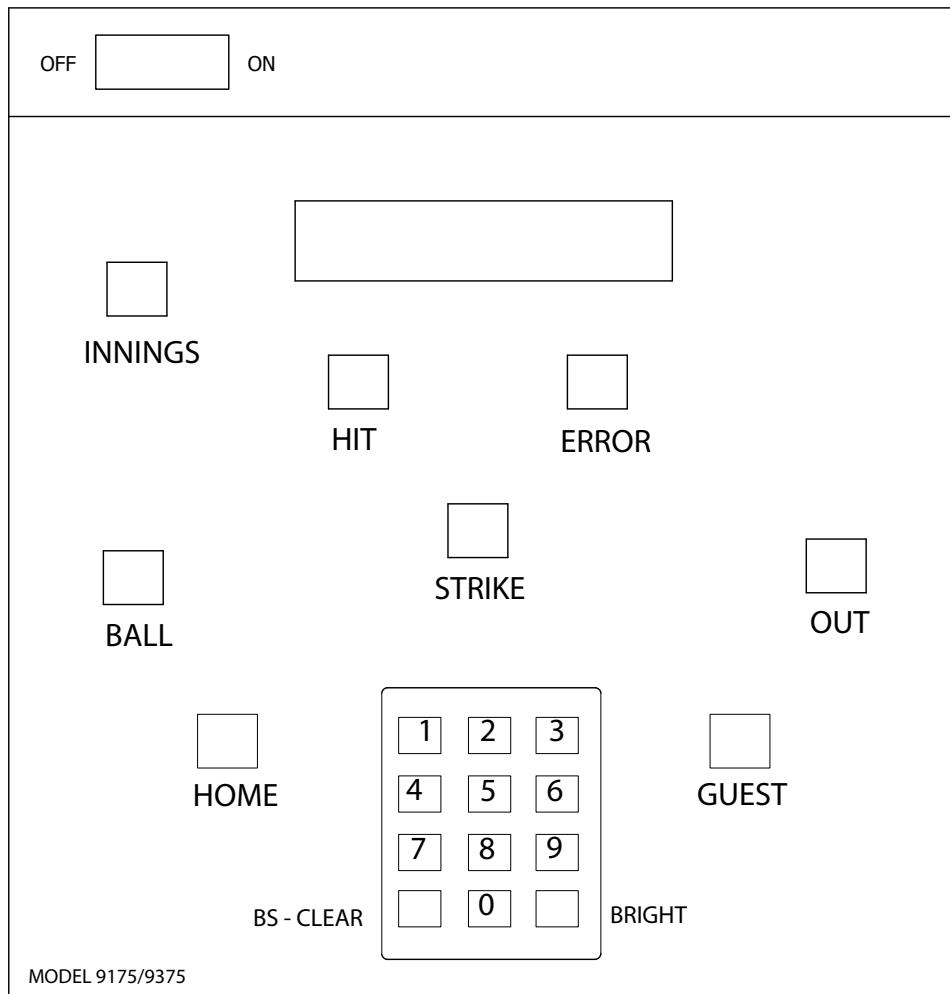 OFF ON
INNINGS
HIT ERROR
STRIKE
BALL OUT
1 2 3
HOME 4 5 6 GUEST
7 8 9
BS - CLEAR 0 BRIGHT
MODEL 9175/9375